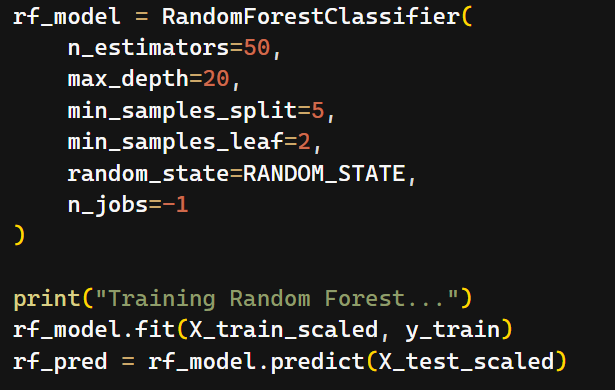 rf_model = RandomForestClassifier(
    n_estimators=50,
    max_depth=20,
    min_samples_split=5,
    min_samples_leaf=2,
    random_state=RANDOM_STATE,
    n_jobs=-1
)

print("Training Random Forest...")
rf_model.fit(X_train_scaled, y_train)
rf_pred = rf_model.predict(X_test_scaled)